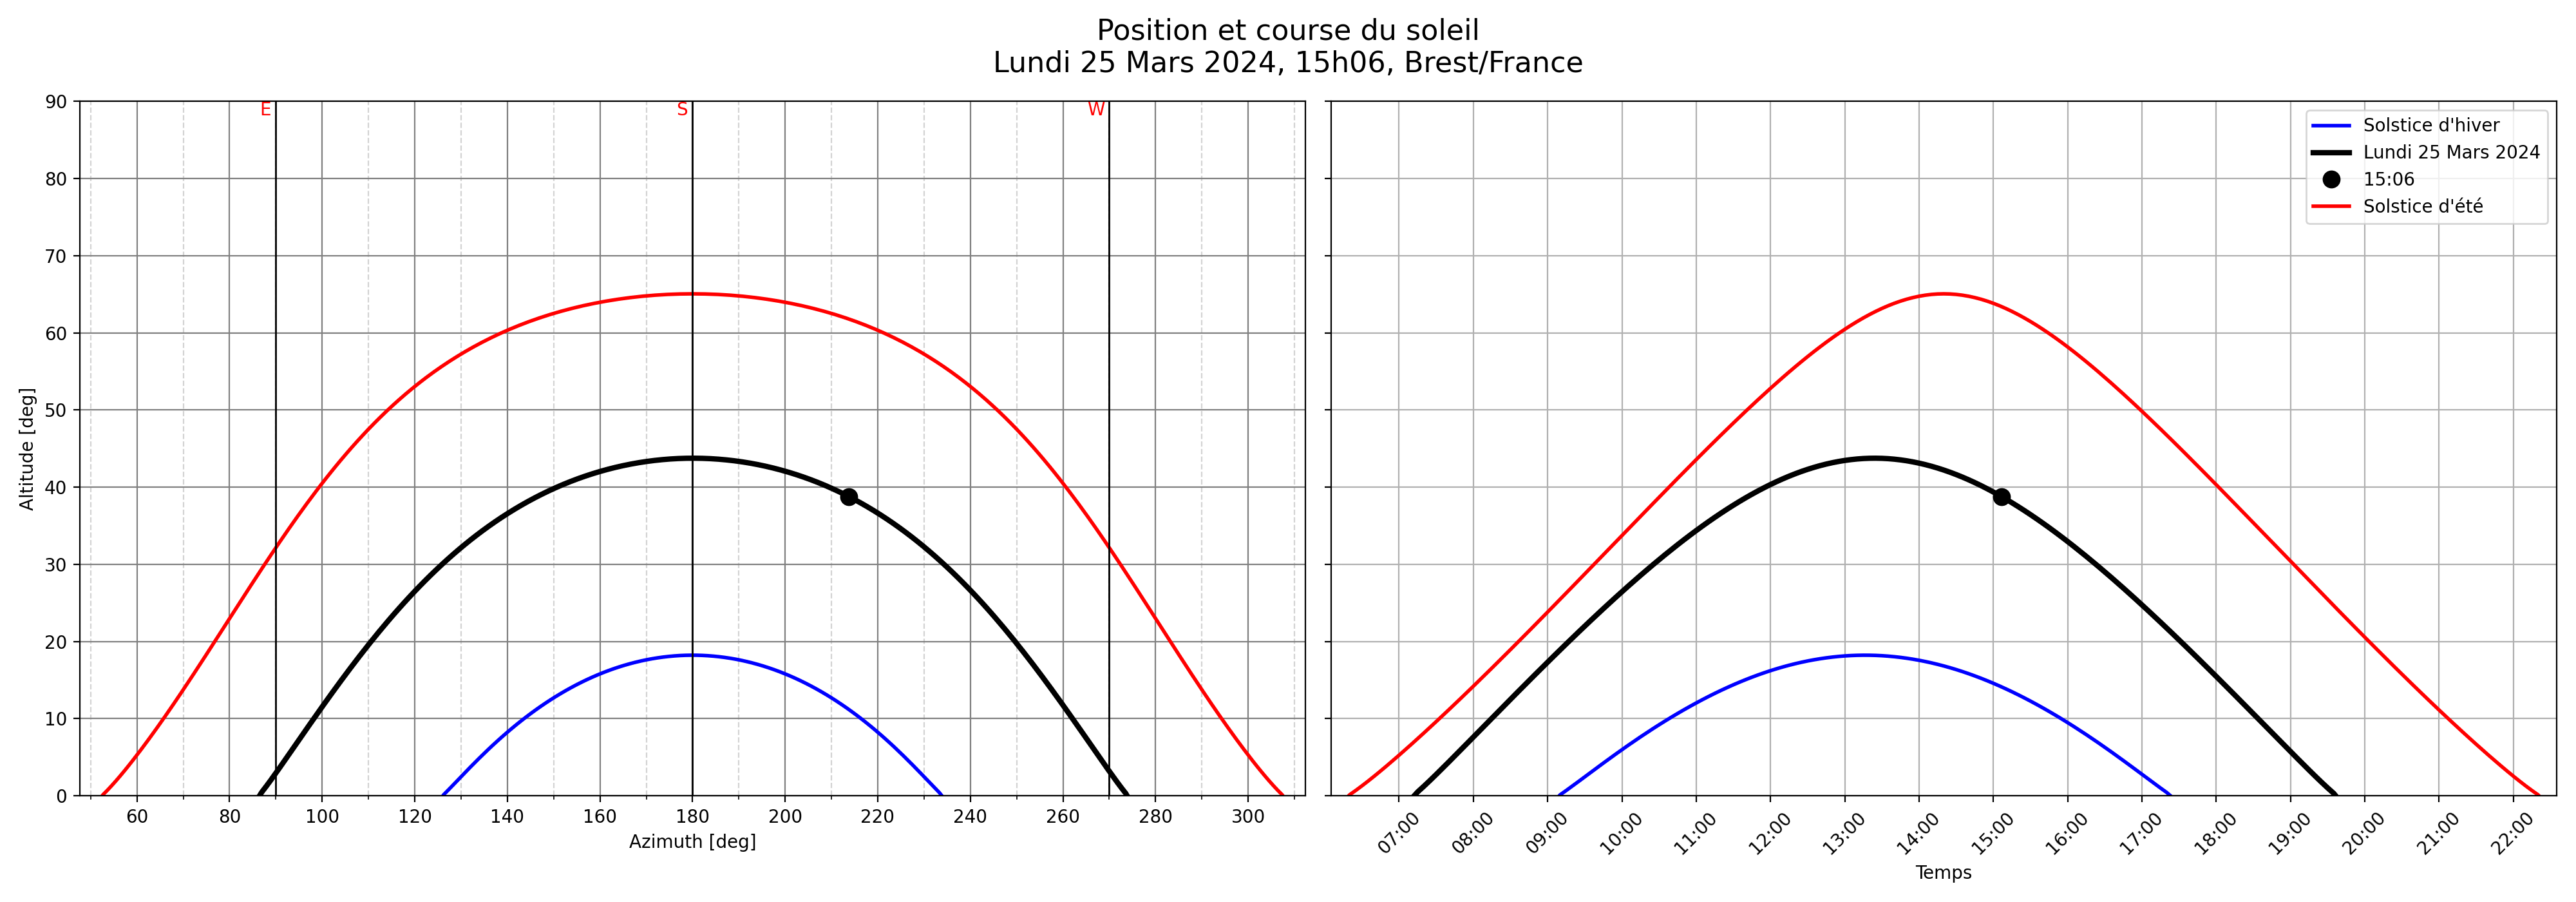 Position et course du soleil
Lundi 25 Mars 2024, 15h06, Brest/France
E
S
W
90
80
70
60
50
40
30
20
10
0
Altitude [deg]
60 80 100 120 140 160 180 200 220 240 260 280 300
Azimuth [deg]
Solstice d'hiver
Lundi 25 Mars 2024
15:06
Solstice d'été
07:00 08:00 09:00 10:00 11:00 12:00 13:00 14:00 15:00 16:00 17:00 18:00 19:00 20:00 21:00 22:00
Temps